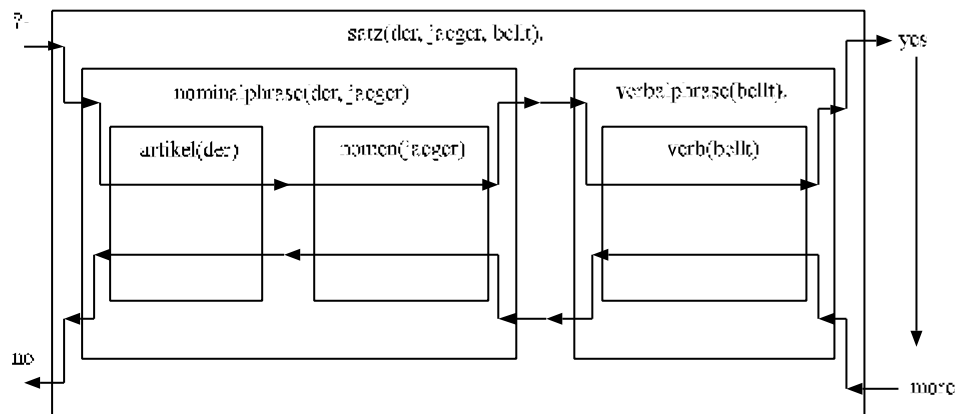 ?-
satz(der, jaeger, bellt).
yes
nominalphrase(der, jaeger)
verbalphrase(bellt).
artikel(der)
nomen(jaeger)
verb(bellt)
no
more